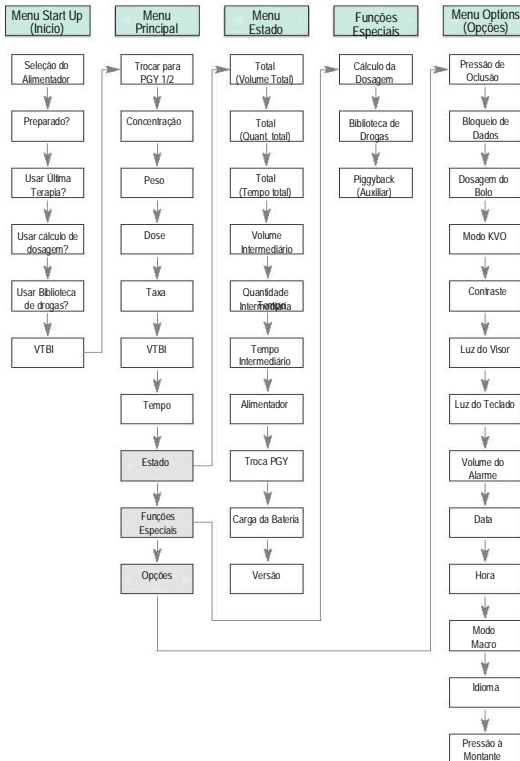 Menu Start Up
(Início)
Seleção do
Alimentador
Preparado?
Usar Última
Terapia?
Usar cálculo de
dosagem?
Usar Biblioteca
de drogas?
VTBI
Menu
Principal
Trocar para
PGY 1/2
Concentração
Peso
Dose
Taxa
VTBI
Tempo
Estado
Funções
Especiais
Opções
Menu
Estado
Total
(Volume Total)
Total
(Quant. total)
Total
(Tempo total)
Volume
Intermediário
Quantidade
Tempo
Intermediária
Tempo
Intermediário
Alimentador
Troca PGY
Carga da Bateria
Versão
Funções
Especiais
Cálculo da
Dosagem
Biblioteca de
Drogas
Piggyback
(Auxiliar)
Menu Options
(Opções)
Pressão de
Oclusão
Bloqueio de
Dados
Dosagem do
Bolo
Modo KVO
Contraste
Luz do Visor
Luz do Teclado
Volume do
Alarme
Data
Hora
Modo
Macro
Idioma
Pressão à
Montante